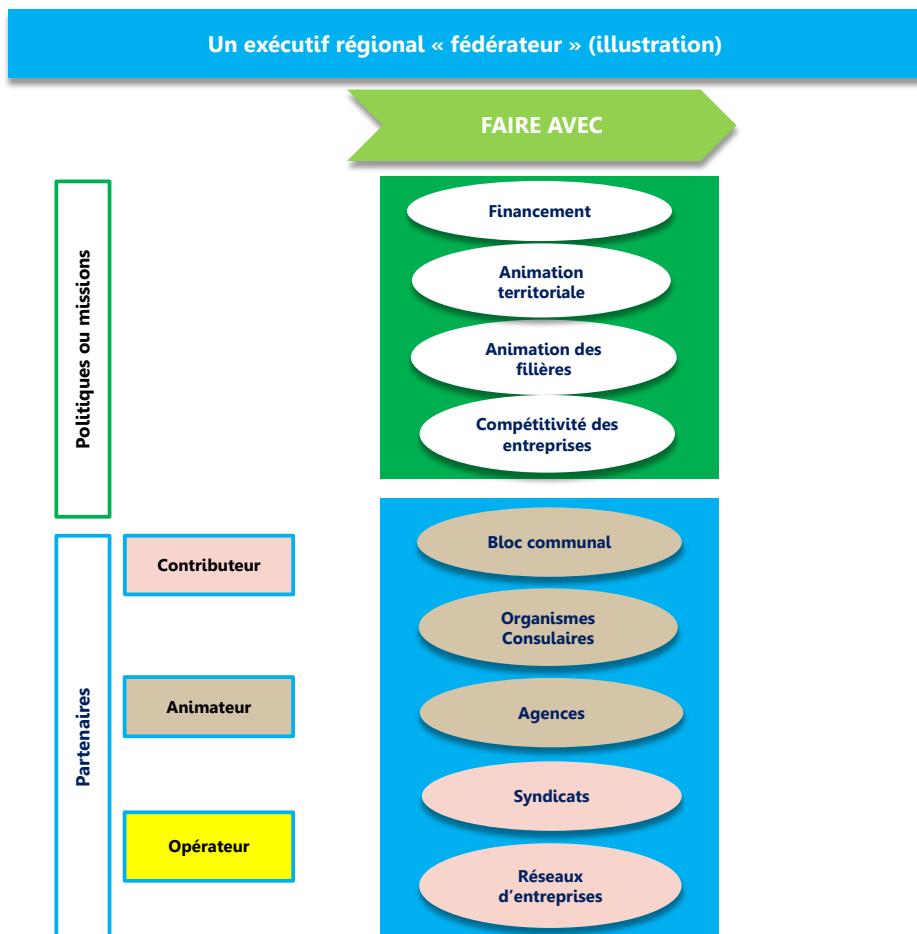 Un exécutif régional « fédérateur » (illustration)
FAIRE AVEC
Politiques ou missions
Financement
Animation
territoriale
Animation des
filières
Compétitivité des
entreprises
Partenaires
Contributeur
Animateur
Opérateur
Bloc communal
Organismes
Consulaires
Agences
Syndicats
Réseaux
d’entreprises